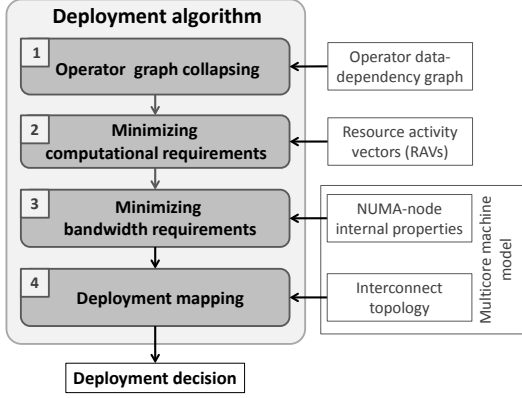 Deployment algorithm
1
Operator graph collapsing
Operator data-
dependency graph
2
Minimizing
computational requirements
Resource activity
vectors (RAVs)
3
Minimizing
bandwidth requirements
NUMA-node
internal properties
4
Deployment mapping
Interconnect
topology
Multicore machine
model
Deployment decision